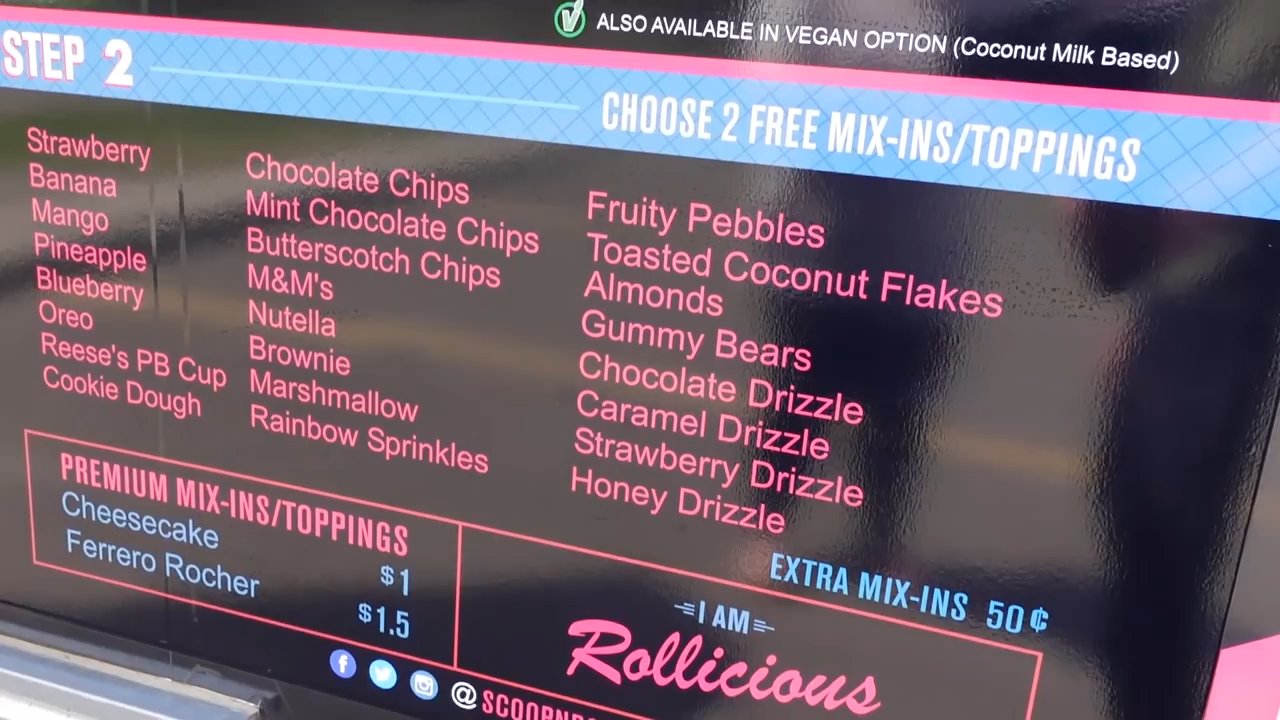 ALSO AVAILABLE IN VEGAN OPTION (Coconut Milk Based)
STEP 2
CHOOSE 2 FREE MIX-INS/TOPPINGS
Strawberry
Banana
Mango
Pineapple
Blueberry
Oreo
Reese's PB Cup
Cookie Dough
Chocolate Chips
Mint Chocolate Chips
Butterscotch Chips
M&M's
Nutella
Brownie
Marshmallow
Rainbow Sprinkles
Fruity Pebbles
Toasted Coconut Flakes
Almonds
Gummy Bears
Chocolate Drizzle
Caramel Drizzle
Strawberry Drizzle
Honey Drizzle
PREMIUM MIX-INS/TOPPINGS
Cheesecake $1
Ferrero Rocher $1.5
EXTRA MIX-INS 50¢
I AM
Rollicious